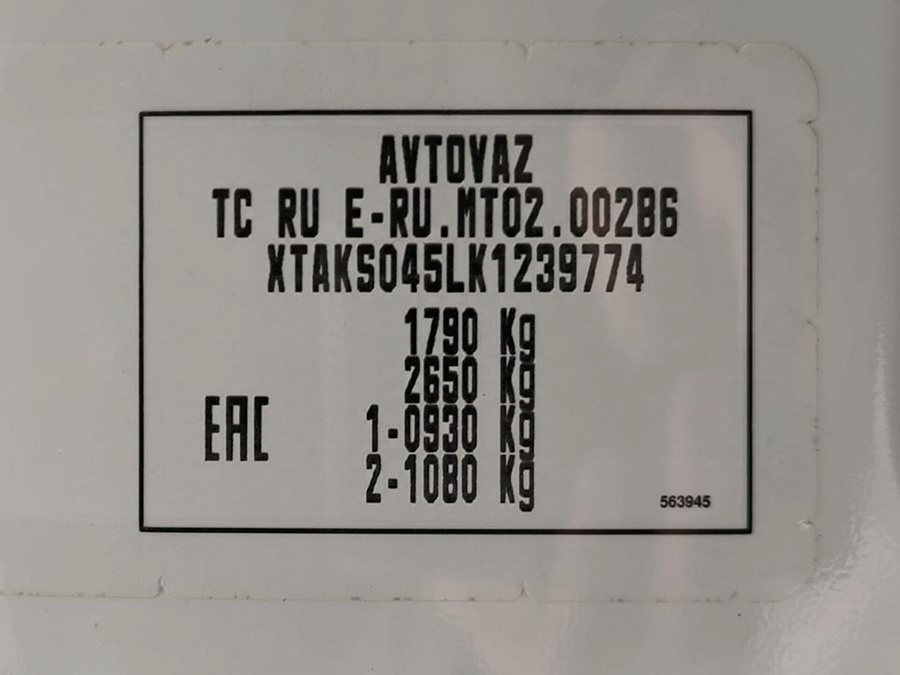 AVTOVAZ
TC RU E-RU.MT02.00286
XTAKS045LK1239774
1790 Kg
2650 Kg
EAC
1-0930 Kg
2-1080 Kg
563945